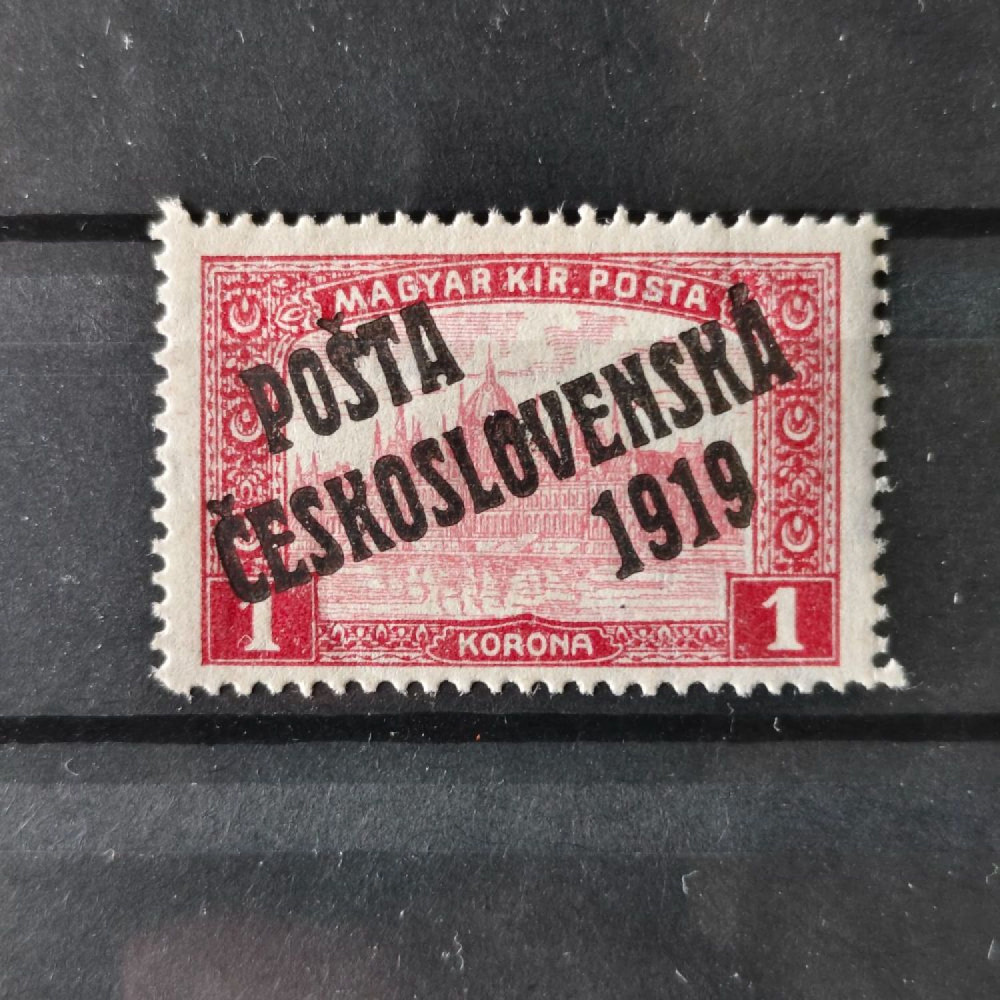 MAGYAR KIR. POSTA
POŠTA
ČESKOSLOVENSKÁ
1919
1
KORONA
1